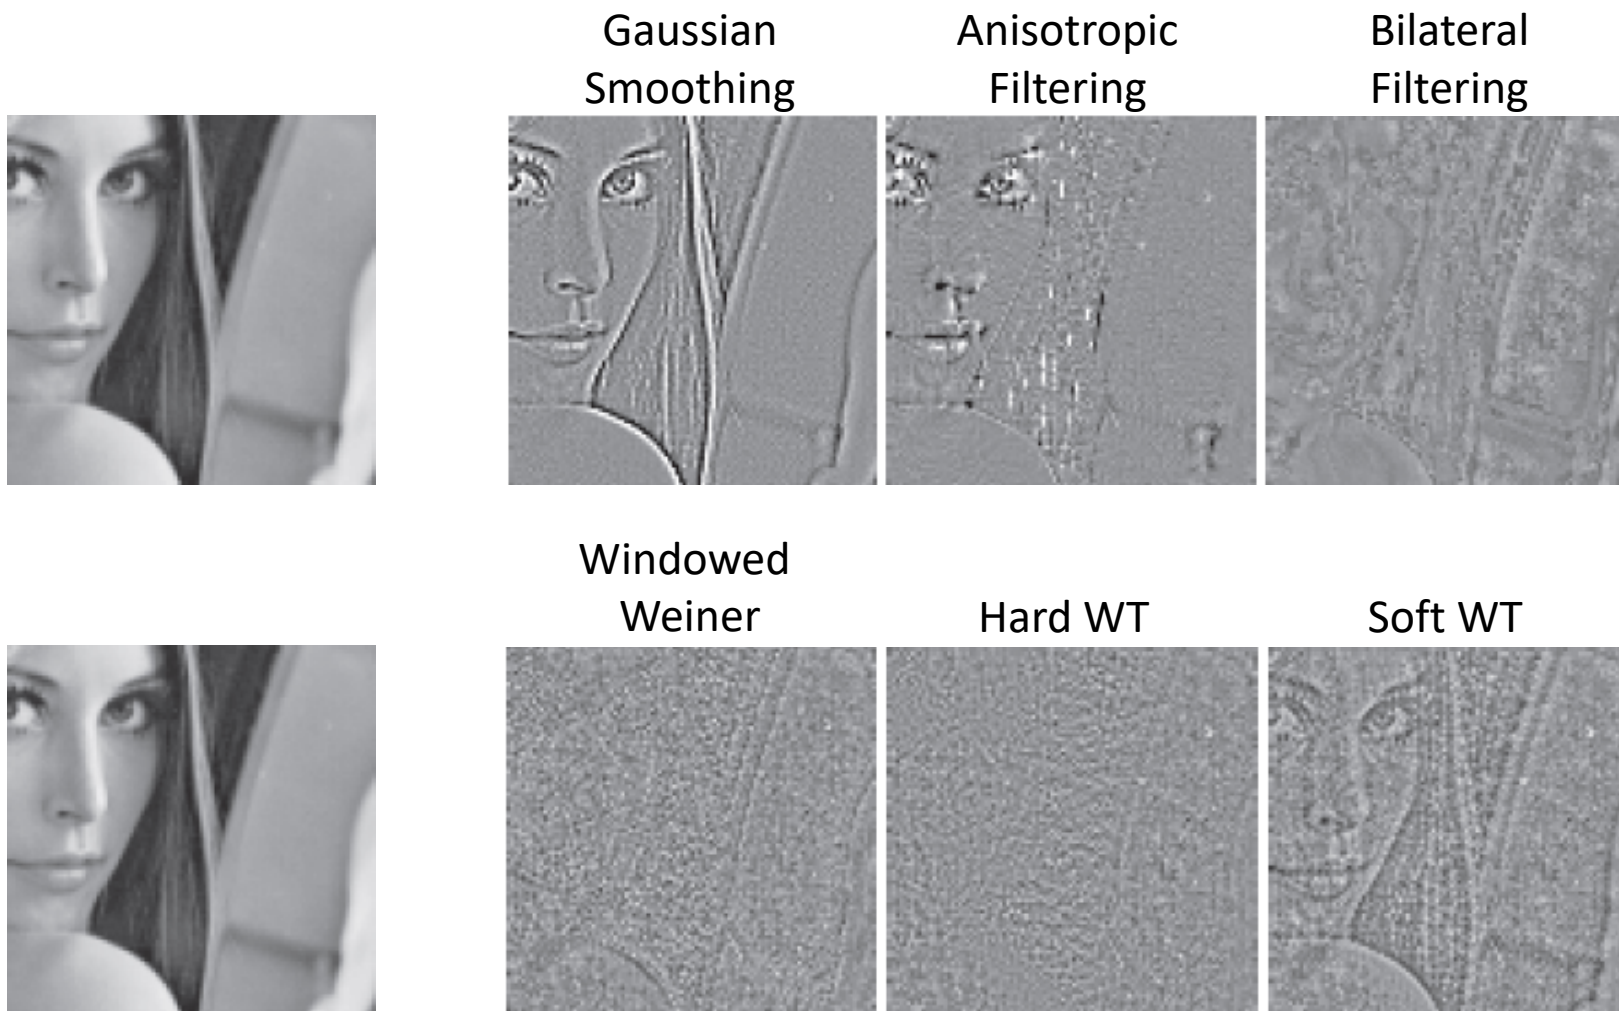 Gaussian
Smoothing
Anisotropic
Filtering
Bilateral
Filtering
Windowed
Weiner
Hard WT
Soft WT